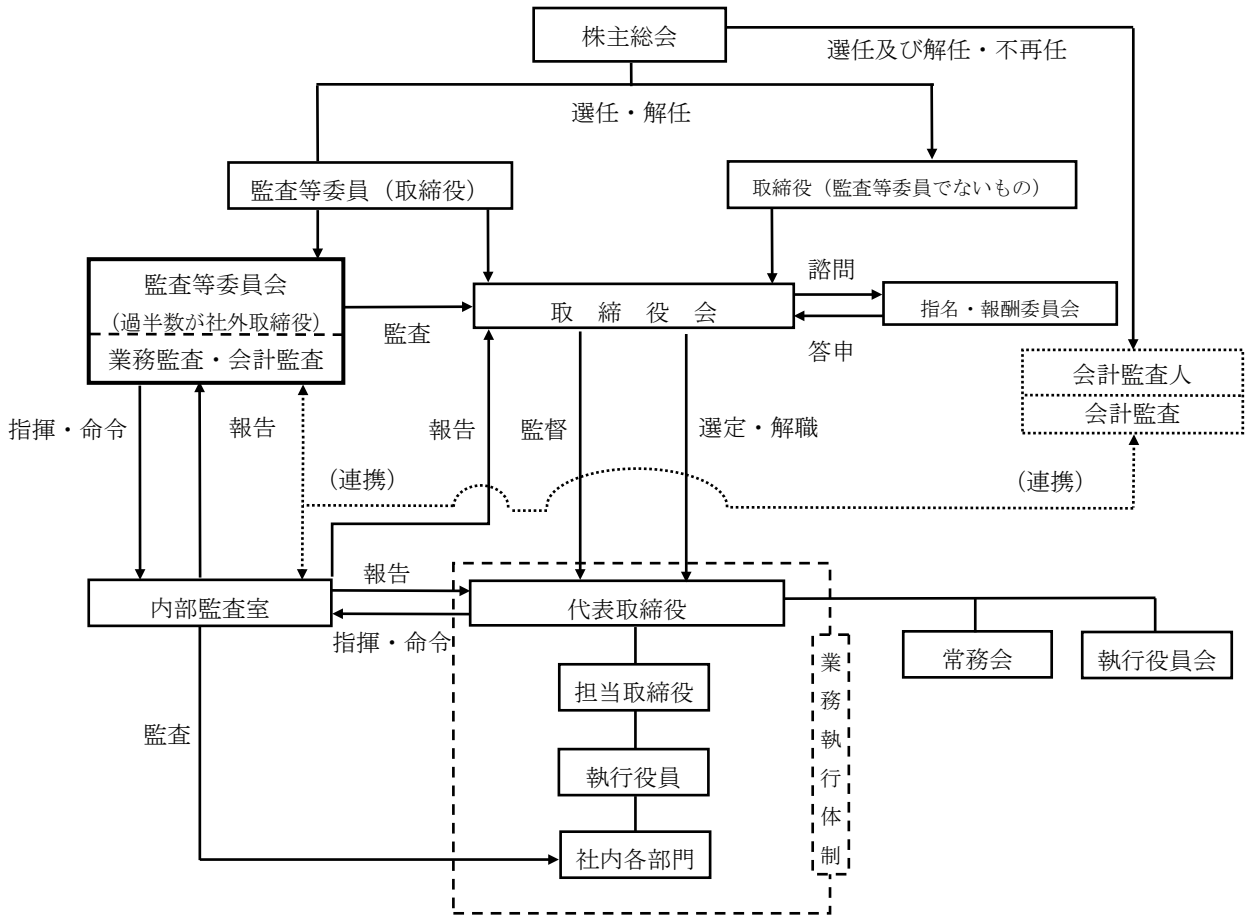 株主総会
選任及び解任・不再任
選任・解任
監査等委員（取締役）
取締役（監査等委員でないもの）
監査等委員会
(過半数が社外取締役)
業務監査・会計監査
監査
取締役会
諮問
答申
指名・報酬委員会
会計監査人
会計監査
指揮・命令
報告
報告
監督
選定・解職
(連携)
(連携)
内部監査室
報告
指揮・命令
代表取締役
常務会
執行役員会
業務執行体制
担当取締役
監査
執行役員
社内各部門